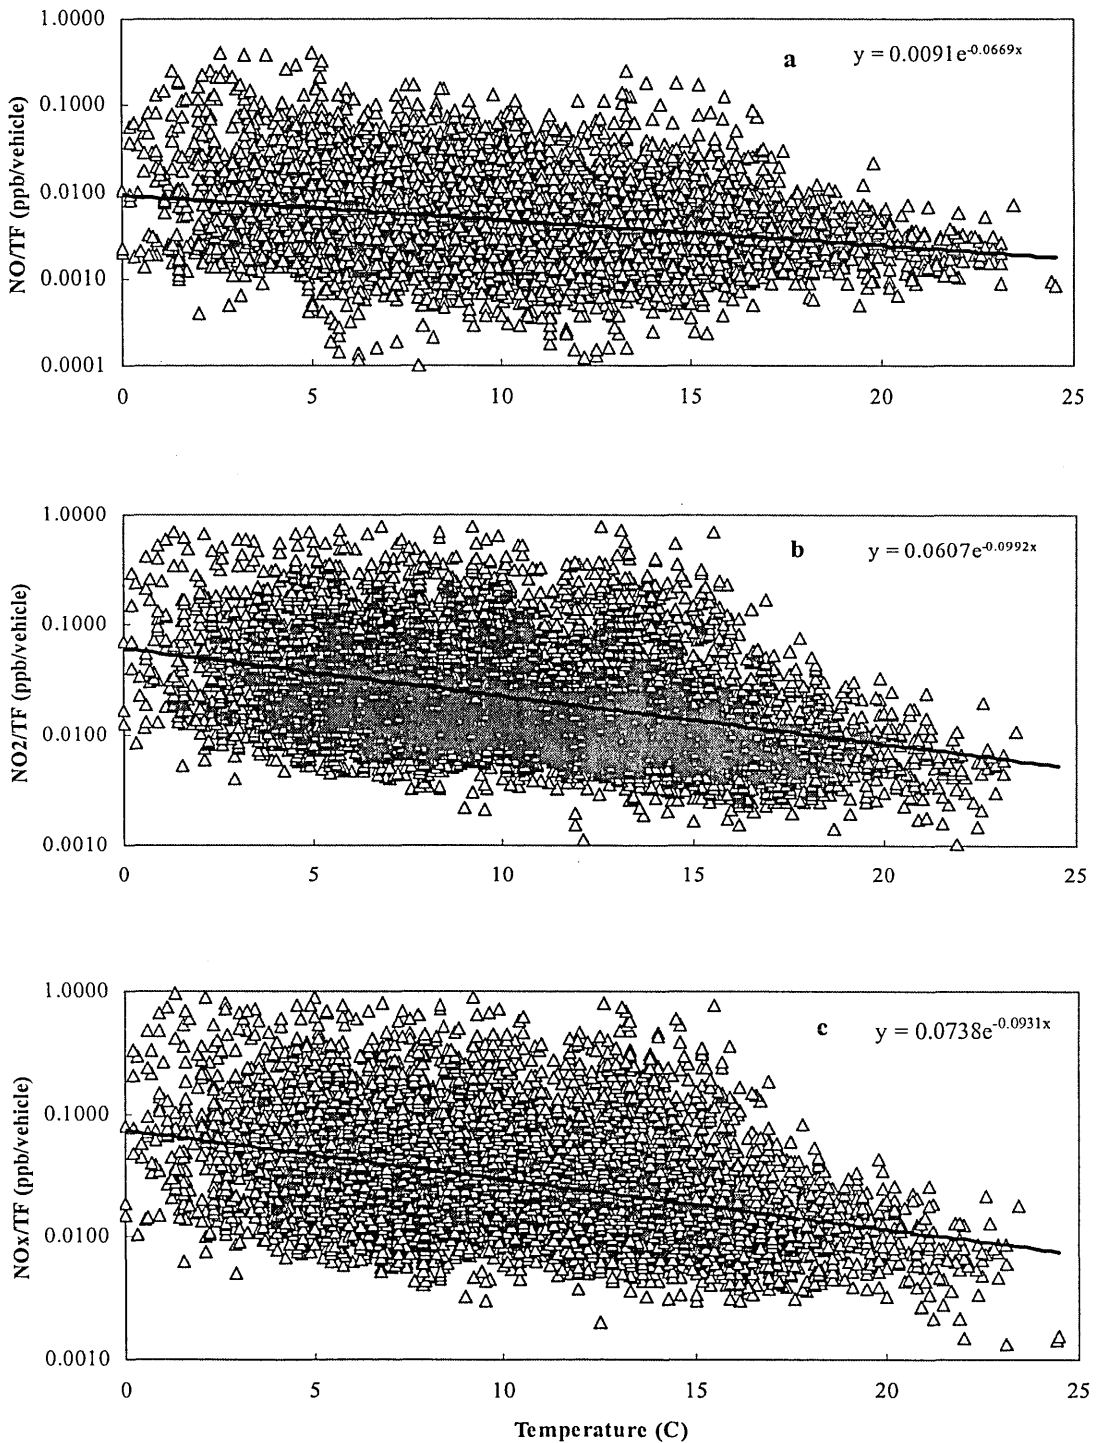 1.0000
a y = 0.0091e-0.0669x
0.1000
0.0100
0.0010
0.0001
NO/TF (ppb/vehicle)
0 5 10 15 20 25
1.0000
b y = 0.0607e-0.0992x
0.1000
0.0100
0.0010
NO2/TF (ppb/vehicle)
0 5 10 15 20 25
1.0000
c y = 0.0738e-0.0931x
0.1000
0.0100
0.0010
NOx/TF (ppb/vehicle)
0 5 10 15 20 25
Temperature (C)